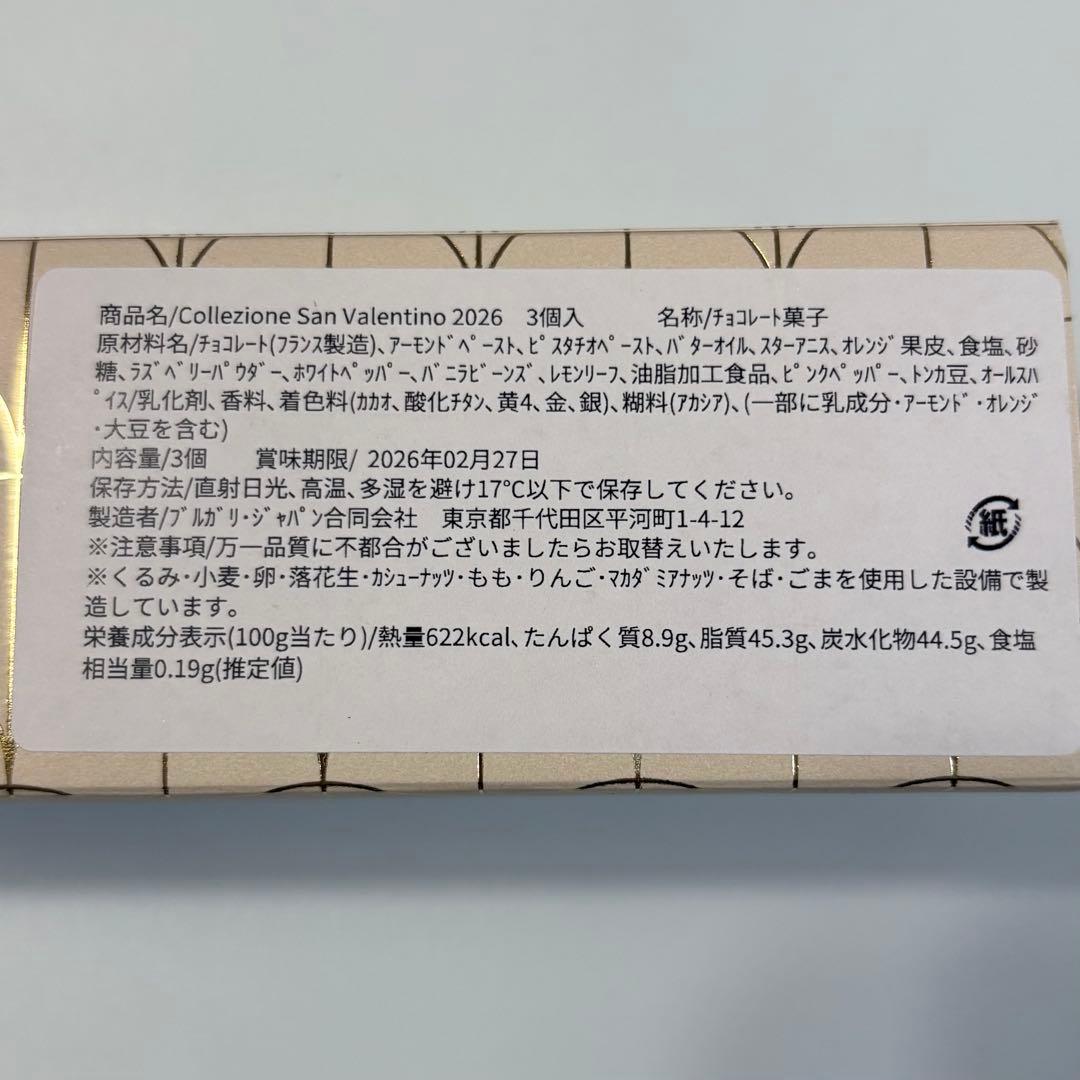 商品名/Collezione San Valentino 2026　3個入　　名称/ﾁｮｺﾚｰﾄ菓子
原材料名/ﾁｮｺﾚｰﾄ(ﾌﾗﾝｽ製造)､ｱｰﾓﾝﾄﾞﾍﾟｰｽﾄ､ﾋﾟｽﾀﾁｵﾍﾟｰｽﾄ､ﾊﾞﾀｰｵｲﾙ､ｽﾀｰｱﾆｽ､ｵﾚﾝｼﾞ果皮､食塩､砂
糖､ﾗｽﾞﾍﾞﾘｰﾊﾟｳﾀﾞｰ､ﾎﾜｲﾄﾍﾟｯﾊﾟｰ､ﾊﾞﾆﾗﾋﾞｰﾝｽﾞ､ﾚﾓﾝﾘｰﾌ､油脂加工食品､ﾋﾟﾝｸﾍﾟｯﾊﾟｰ､ﾄﾝｶ豆､ｵｰﾙｽﾊ
ﾟｲｽ/乳化剤､香料､着色料(ｶｶｵ､酸化ﾁﾀﾝ､黄4､金､銀)､糊料(ｱｶｼｱ)､(一部に乳成分･ｱｰﾓﾝﾄﾞ･ｵﾚﾝｼﾞ
･大豆を含む)
内容量/3個　　賞味期限/ 2026年02月27日
保存方法/直射日光､高温､多湿を避け17℃以下で保存してください｡
製造者/ﾌﾞﾙｶﾞﾘ･ｼﾞｬﾊﾟﾝ合同会社　東京都千代田区平河町1-4-12
※注意事項/万一品質に不都合がございましたらお取替えいたします｡
※くるみ･小麦･卵･落花生･ｶｼｭｰﾅｯﾂ･もも･りんご･ﾏｶﾀﾞﾐｱﾅｯﾂ･そば･ごまを使用した設備で製
造しています｡
栄養成分表示(100g当たり)/熱量622kcal､たんぱく質8.9g､脂質45.3g､炭水化物44.5g､食塩
相当量0.19g(推定値)
紙